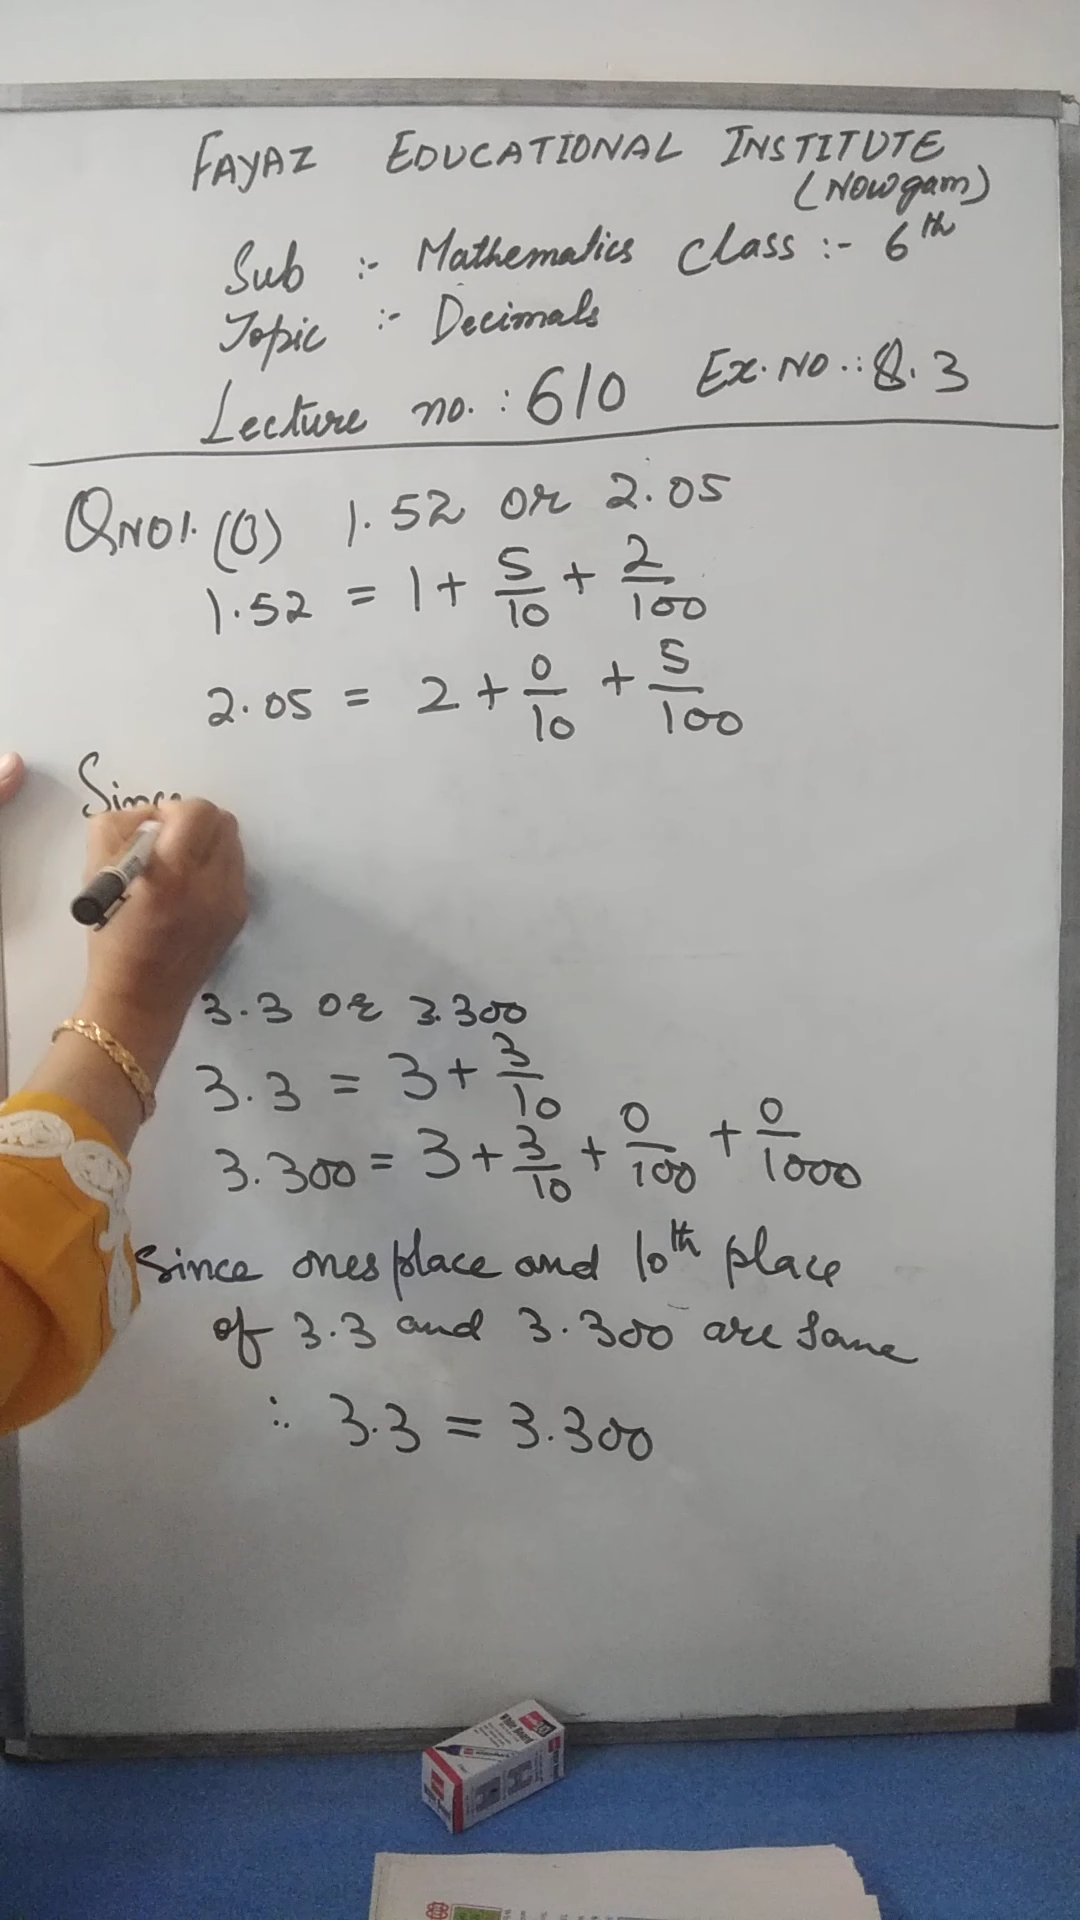 FAYAZ EDUCATIONAL INSTITUTE
(Nowgam)
Sub :- Mathematics Class :- 6th
Topic :- Decimals
Lecture no. : 610 Ex. NO.: 8.3
QNO1. 1.52 or 2.05
1.52 = 1 + 5/10 + 2/100
2.05 = 2 + 0/10 + 5/100
Since
3.3 or 3.300
3.3 = 3 + 3/10
3.300 = 3 + 3/10 + 0/100 + 0/1000
Since ones place and 10th place
of 3.3 and 3.300 are same
∴ 3.3 = 3.300
White Board